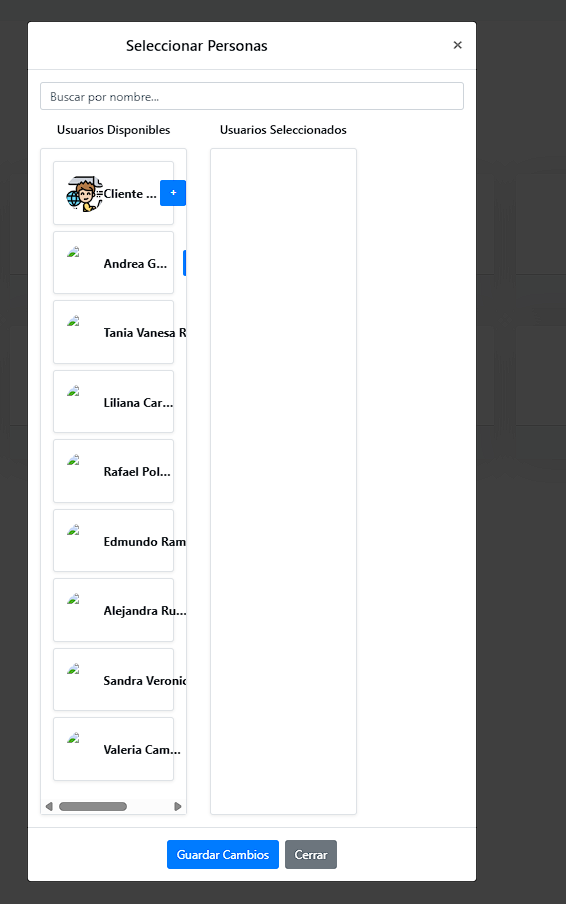 Seleccionar Personas
×
Buscar por nombre...
Usuarios Disponibles
Usuarios Seleccionados
Cliente ...
+
Andrea G...
Tania Vanesa R
Liliana Car...
Rafael Pol...
Edmundo Ram
Alejandra Ru...
Sandra Veronic
Valeria Cam...
Guardar Cambios
Cerrar